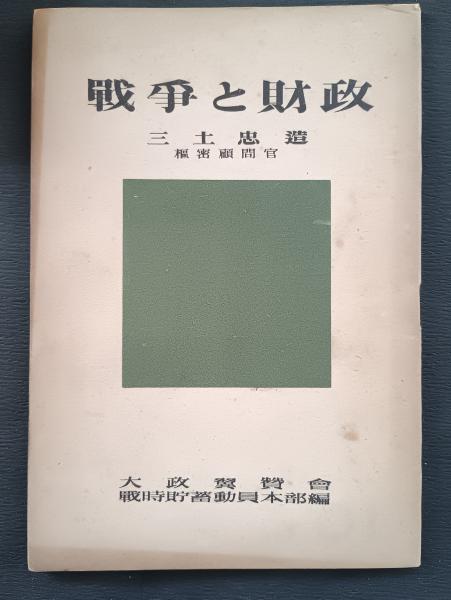 戰爭と財政
三土忠造
樞密顧問官
大政翼贊會
戰時貯蓄動員本部編